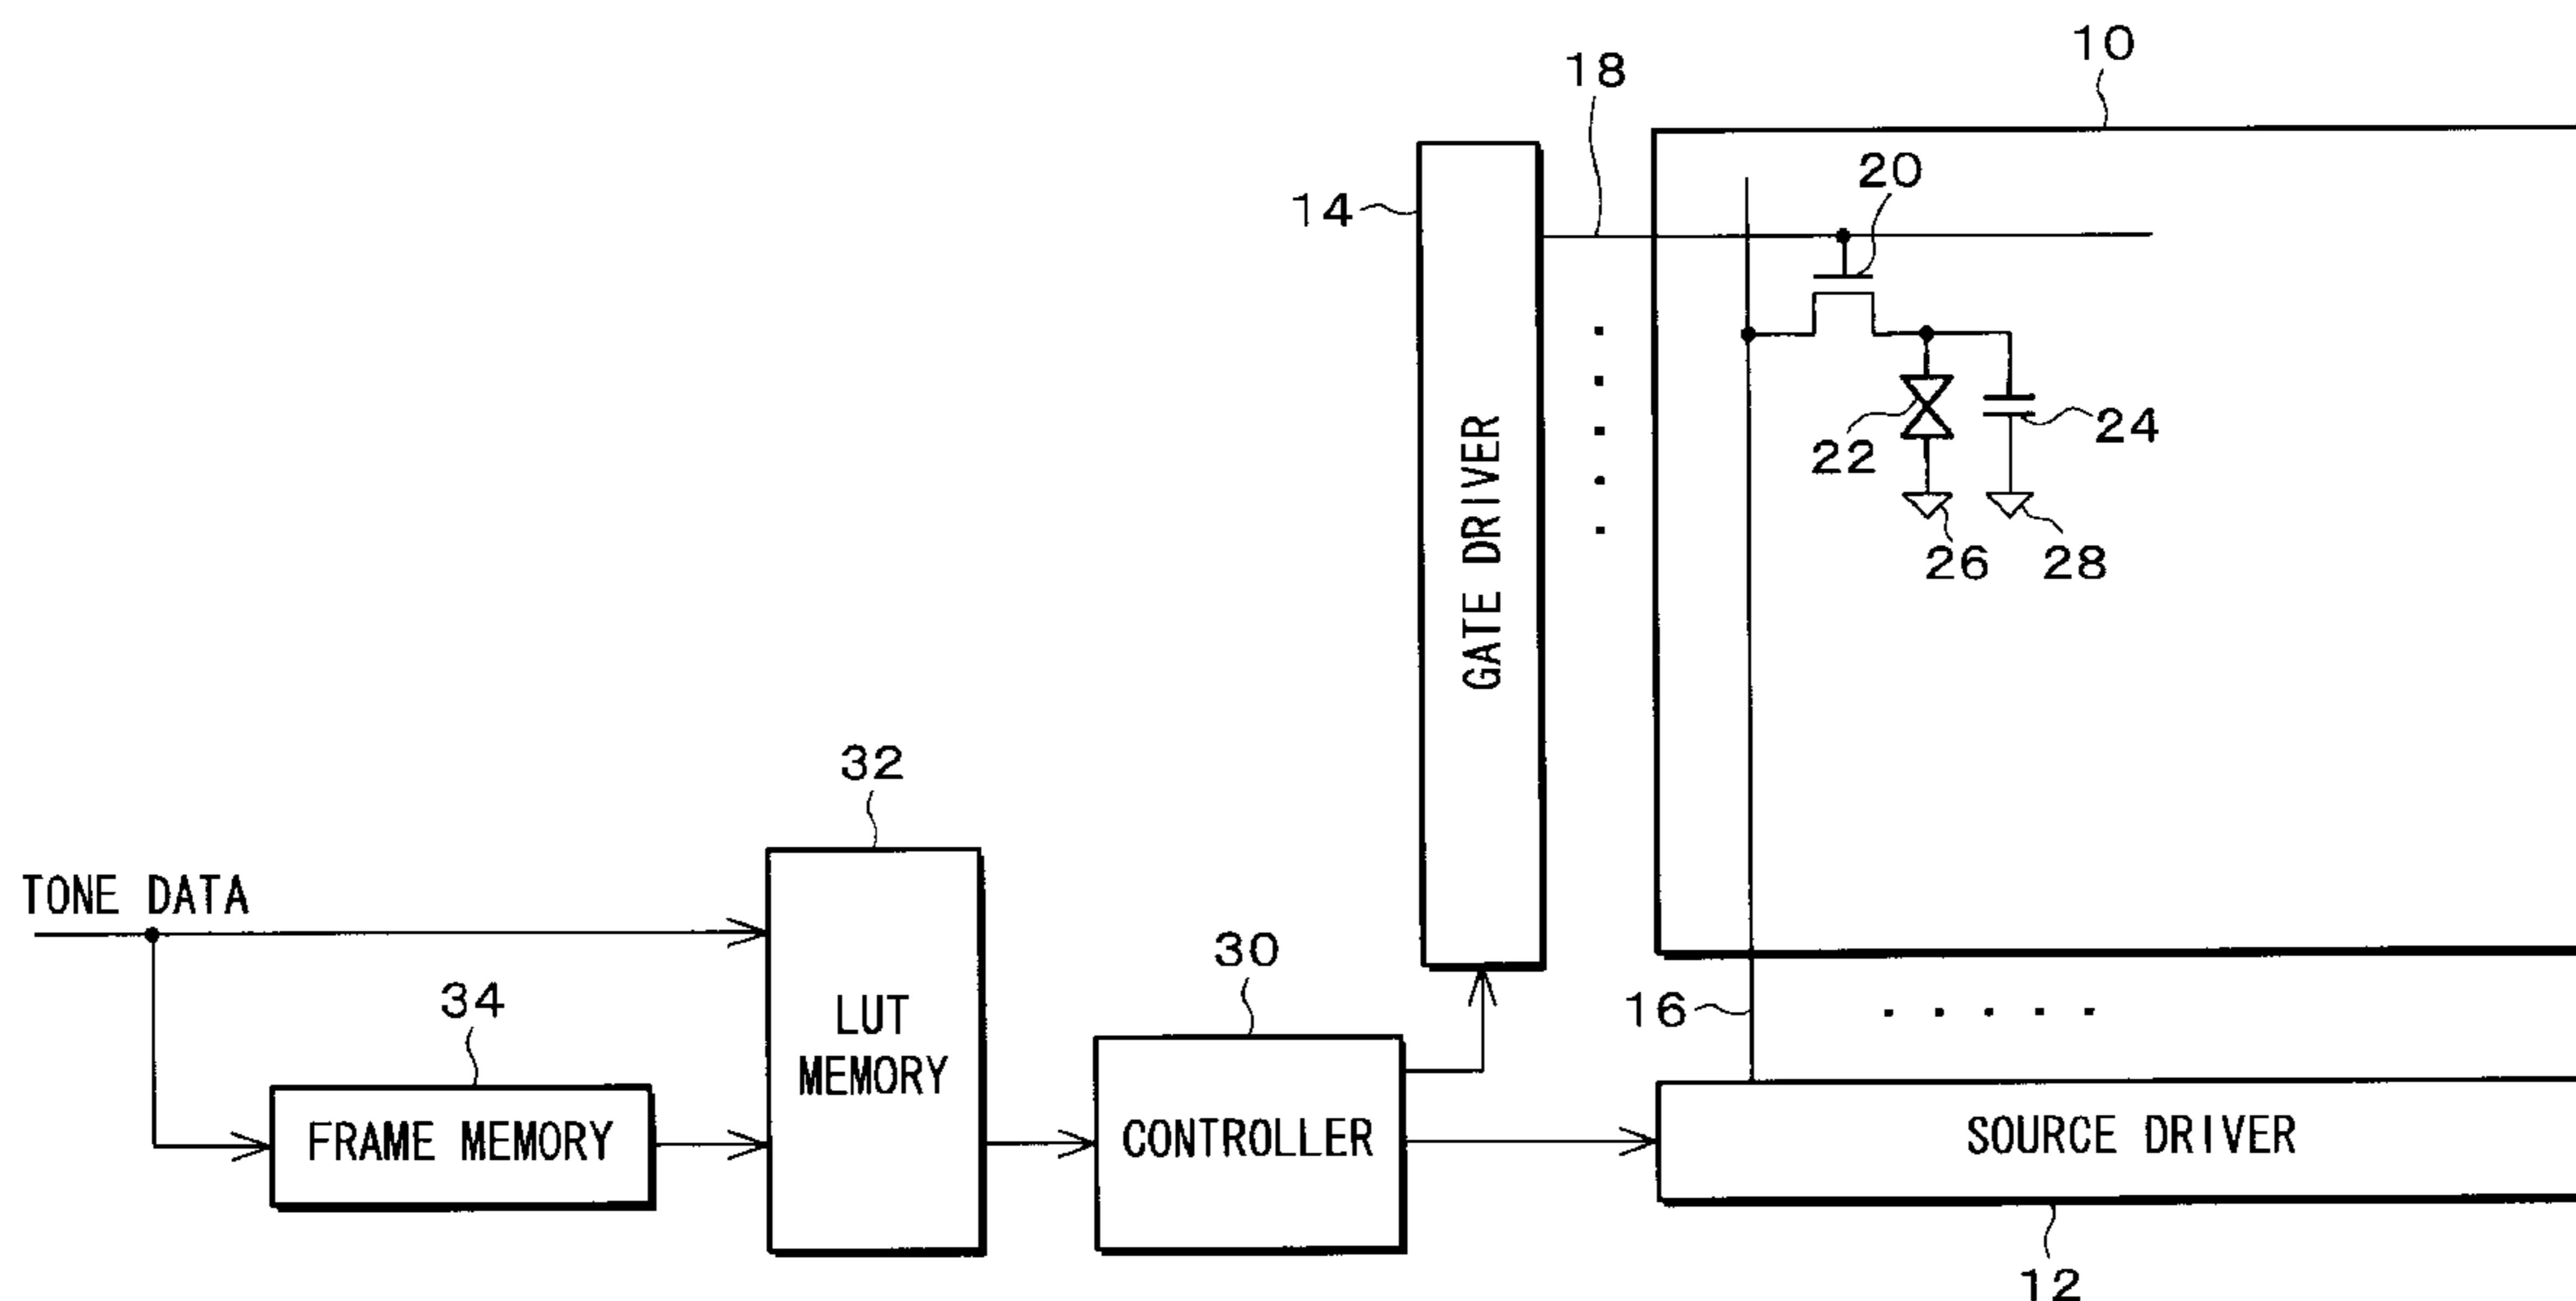 10
18
20
14
24
22
26
28
GATE DRIVER
32
TONE DATA
30
34
16
LUT
MEMORY
FRAME MEMORY
CONTROLLER
SOURCE DRIVER
12